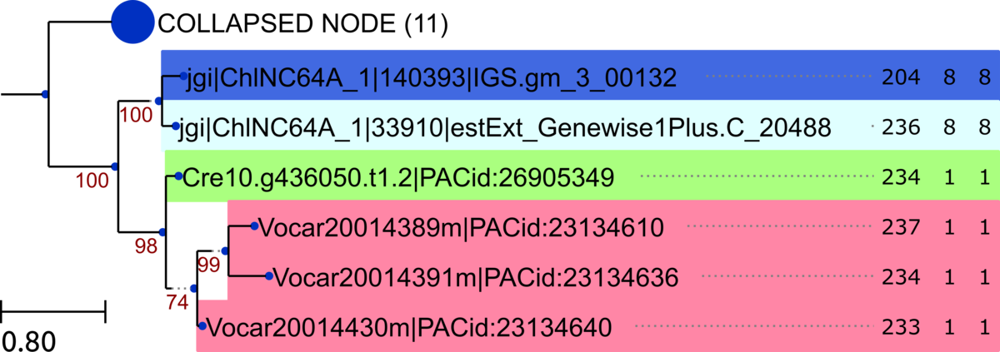 COLLAPSED NODE (11)
jgi|ChlNC64A_1|140393|IGS.gm_3_00132 204 8 8
100
jgi|ChlNC64A_1|33910|estExt_Genewise1Plus.C_20488 236 8 8
100
Cre10.g436050.t1.2|PACid:26905349 234 1 1
Vocar20014389m|PACid:23134610 237 1 1
98
99
Vocar20014391m|PACid:23134636 234 1 1
74
Vocar20014430m|PACid:23134640 233 1 1
0.80